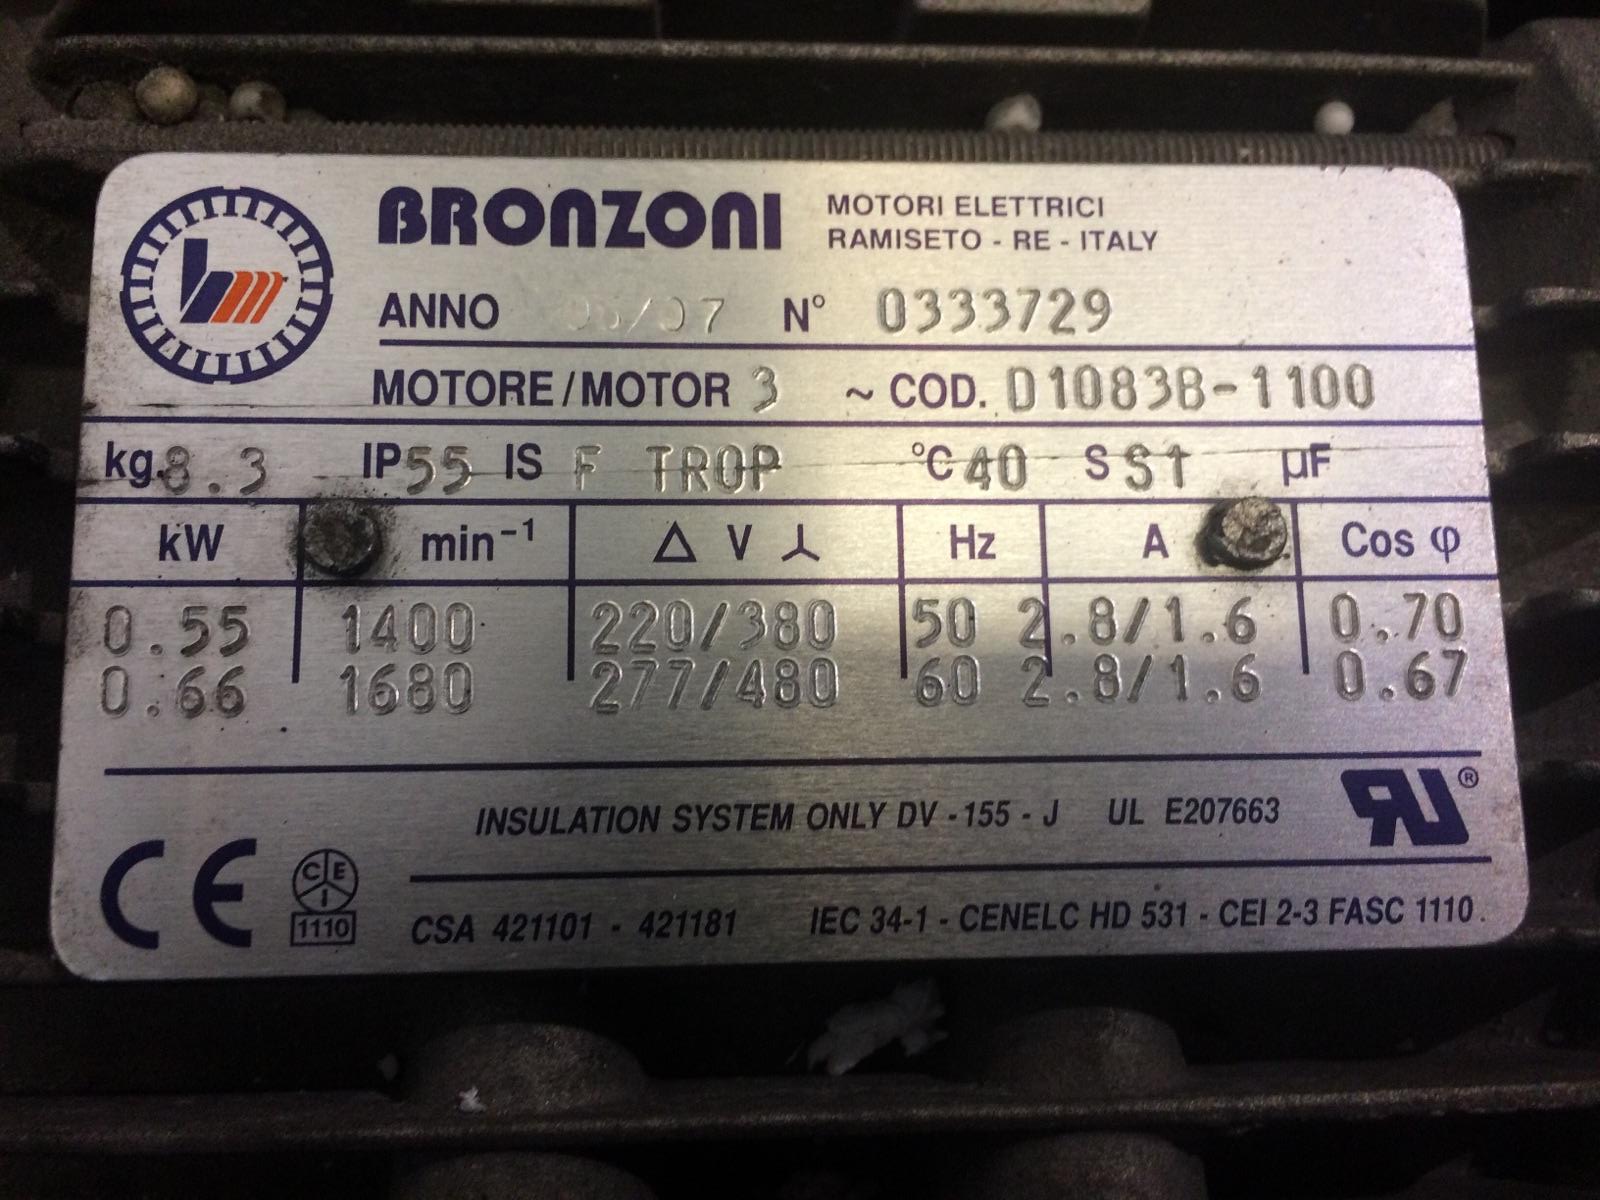 bm BRONZONI MOTORI ELETTRICI
RAMISETO - RE - ITALY
ANNO /07 N° 0333729
MOTORE/MOTOR 3 ~ COD. D1083B-1100
kg.8.3 IP55 IS F TROP °C40 S S1 µF
kW min⁻¹ Δ V ⅄ Hz A Cos φ
0.55 1400 220/380 50 2.8/1.6 0.70
0.66 1680 277/480 60 2.8/1.6 0.67
INSULATION SYSTEM ONLY DV - 155 - J UL E207663 RU®
CE CEI 1110 CSA 421101 - 421181 IEC 34-1 - CENELC HD 531 - CEI 2-3 FASC 1110.